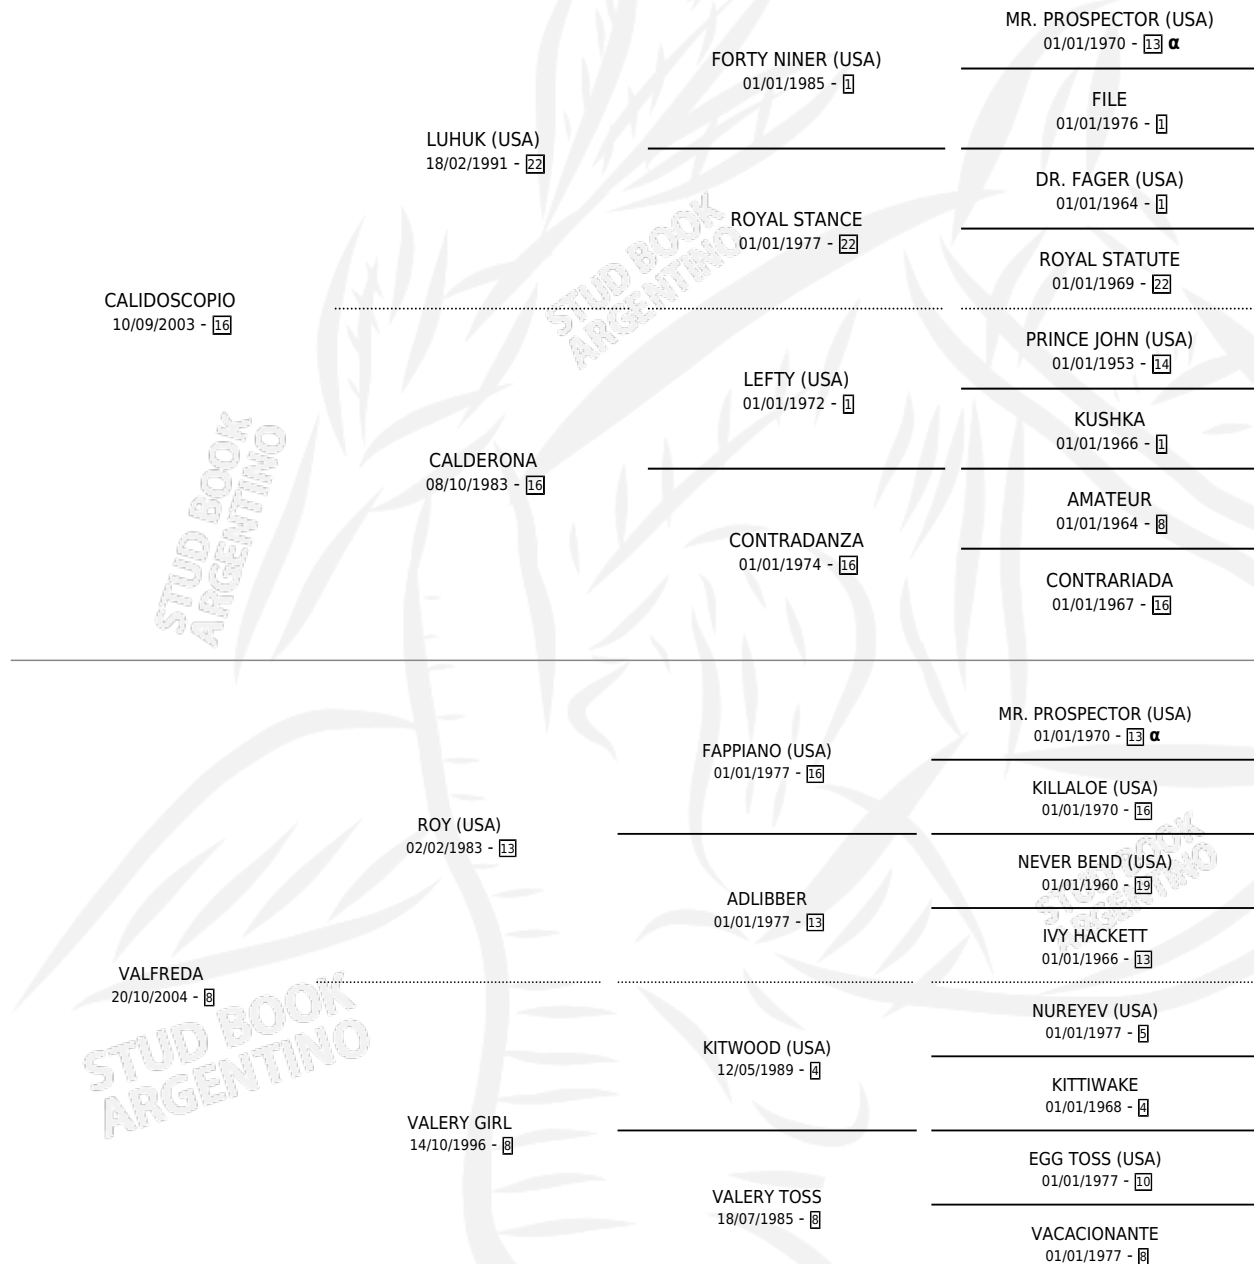 MR. PROSPECTOR (USA)
01/01/1970 - 13 α
FORTY NINER (USA)
01/01/1985 - 1
FILE
01/01/1976 - 1
LUHUK (USA)
18/02/1991 - 22
DR. FAGER (USA)
01/01/1964 - 1
ROYAL STANCE
01/01/1977 - 22
ROYAL STATUTE
01/01/1969 - 22
STUD BOOK
ARGENTINO
CALIDOSCOPIO
10/09/2003 - 16
PRINCE JOHN (USA)
01/01/1953 - 14
LEFTY (USA)
01/01/1972 - 1
KUSHKA
01/01/1966 - 1
CALDERONA
08/10/1983 - 16
AMATEUR
01/01/1964 - 8
CONTRADANZA
01/01/1974 - 16
CONTRARIADA
01/01/1967 - 16
STUD BOOK
ARGENTINO
MR. PROSPECTOR (USA)
01/01/1970 - 13 α
FAPPIANO (USA)
01/01/1977 - 16
KILLALOE (USA)
01/01/1970 - 16
ROY (USA)
02/02/1983 - 13
NEVER BEND (USA)
01/01/1960 - 19
ADLIBBER
01/01/1977 - 13
IVY HACKETT
01/01/1966 - 13
STUD BOOK
ARGENTINO
VALFREDA
20/10/2004 - 8
NUREYEV (USA)
01/01/1977 - 5
KITWOOD (USA)
12/05/1989 - 4
KITTIWAKE
01/01/1968 - 4
STUD BOOK
ARGENTINO
VALERY GIRL
14/10/1996 - 8
EGG TOSS (USA)
01/01/1977 - 10
VALERY TOSS
18/07/1985 - 8
VACACIONANTE
01/01/1977 - 8